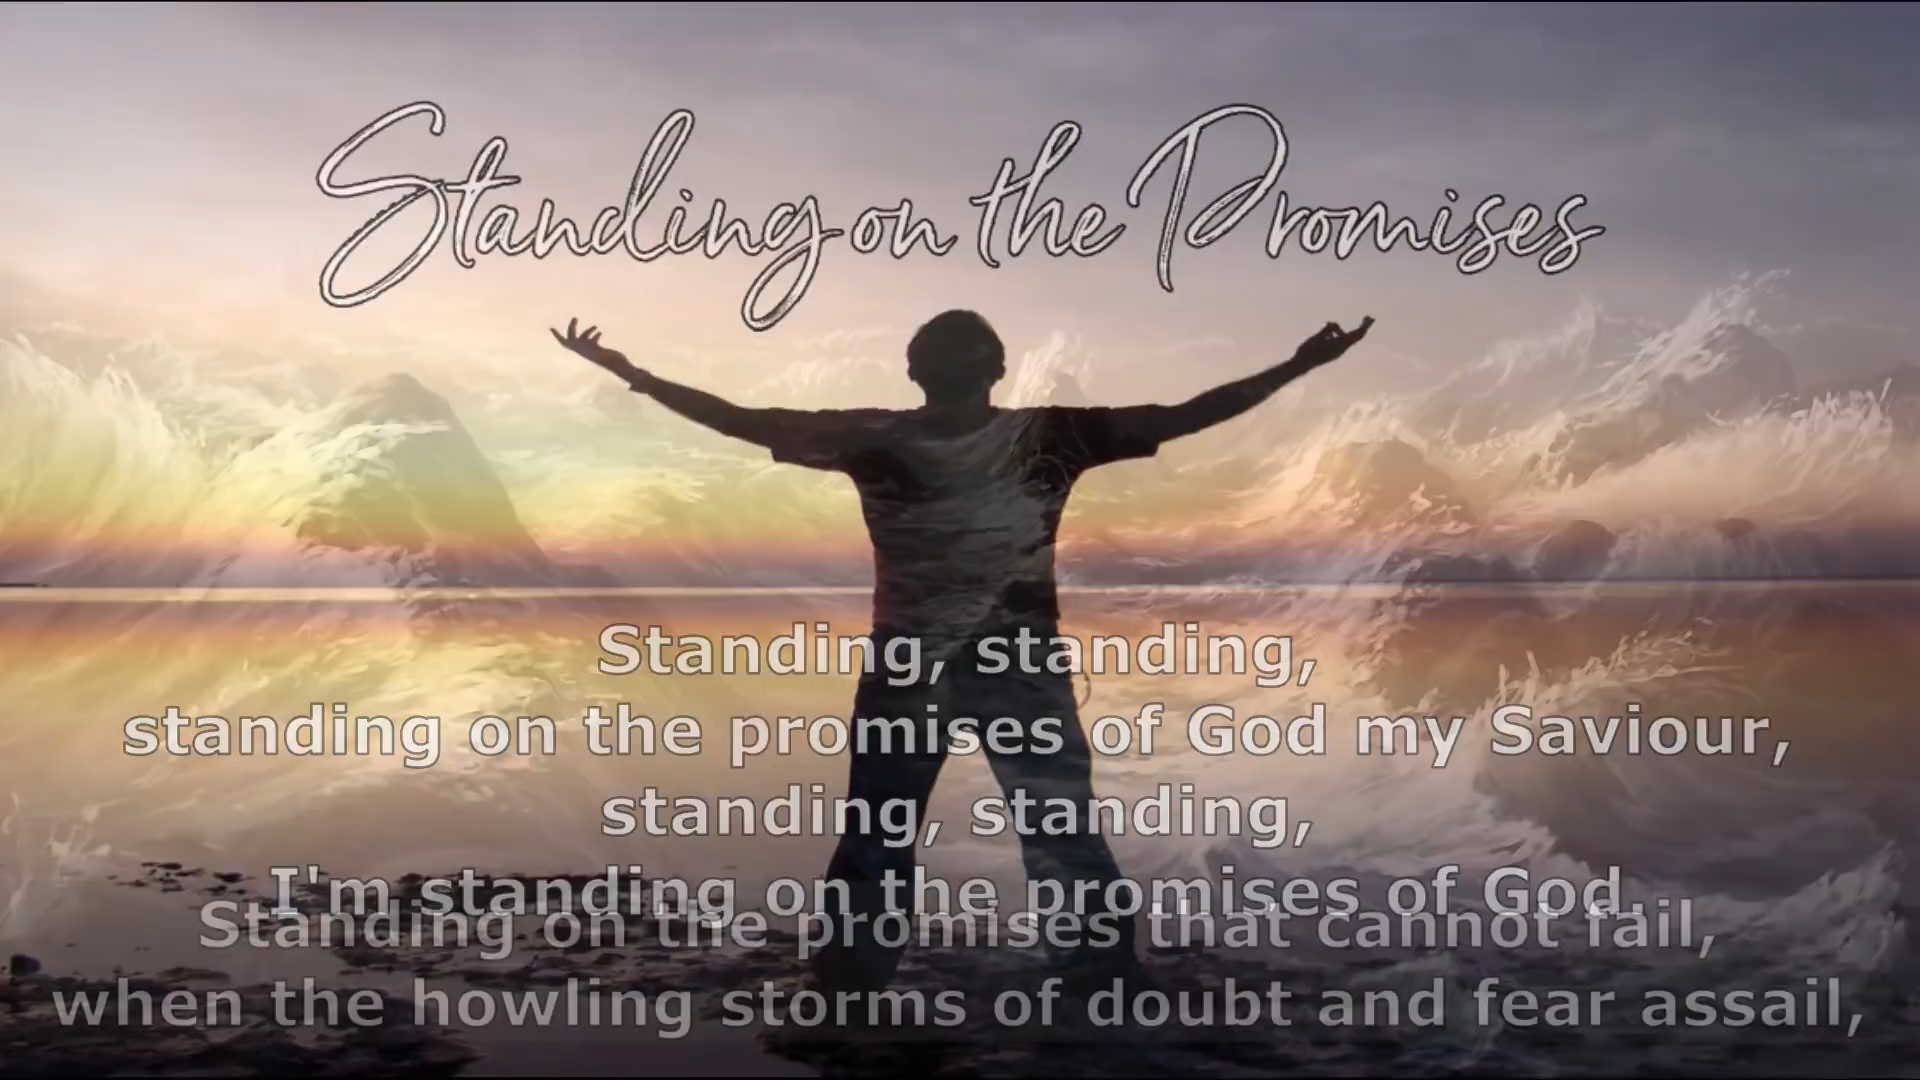 Standing on the Promises
Standing, standing,
standing on the promises of God my Saviour,
standing, standing,
I'm standing on the promises of God.
Standing on the promises that cannot fail,
when the howling storms of doubt and fear assail,